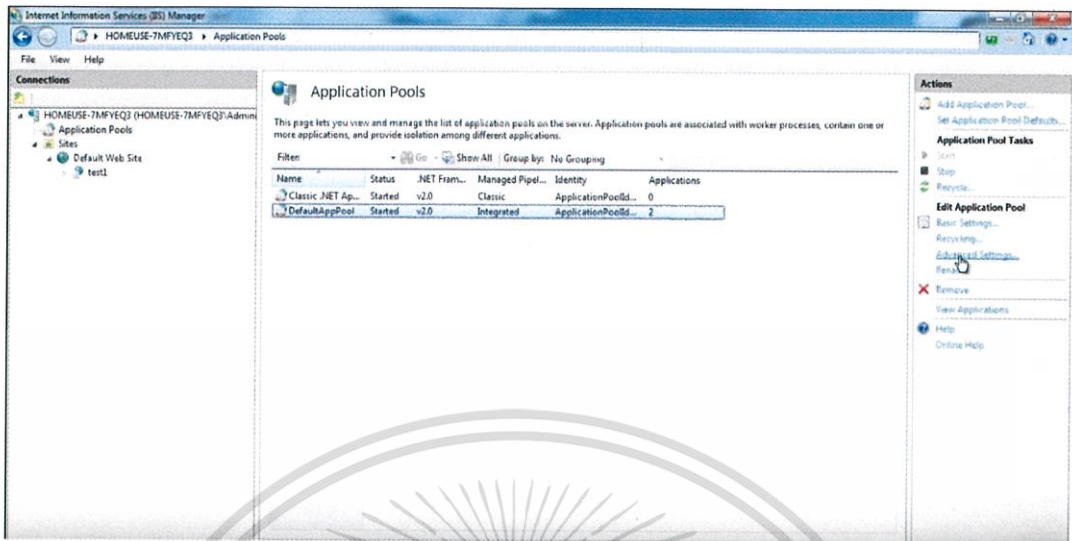 Internet Information Services (IIS) Manager
HOMEUSE-7MFYEQ3 ▸ Application Pools
File View Help
Connections
HOMEUSE-7MFYEQ3 (HOMEUSE-7MFYEQ3\Admini
Application Pools
Sites
Default Web Site
test1
Application Pools
This page lets you view and manage the list of application pools on the server. Application pools are associated with worker processes, contain one or
more applications, and provide isolation among different applications.
Filter: Go Show All Group by: No Grouping
Name Status .NET Fram... Managed Pipel... Identity Applications
Classic .NET Ap... Started v2.0 Classic ApplicationPoolId... 0
DefaultAppPool Started v2.0 Integrated ApplicationPoolId... 2
Actions
Add Application Pool...
Set Application Pool Defaults...
Application Pool Tasks
Start
Stop
Recycle...
Edit Application Pool
Basic Settings...
Recycling...
Advanced Settings...
Remove
View Applications
Help
Online Help